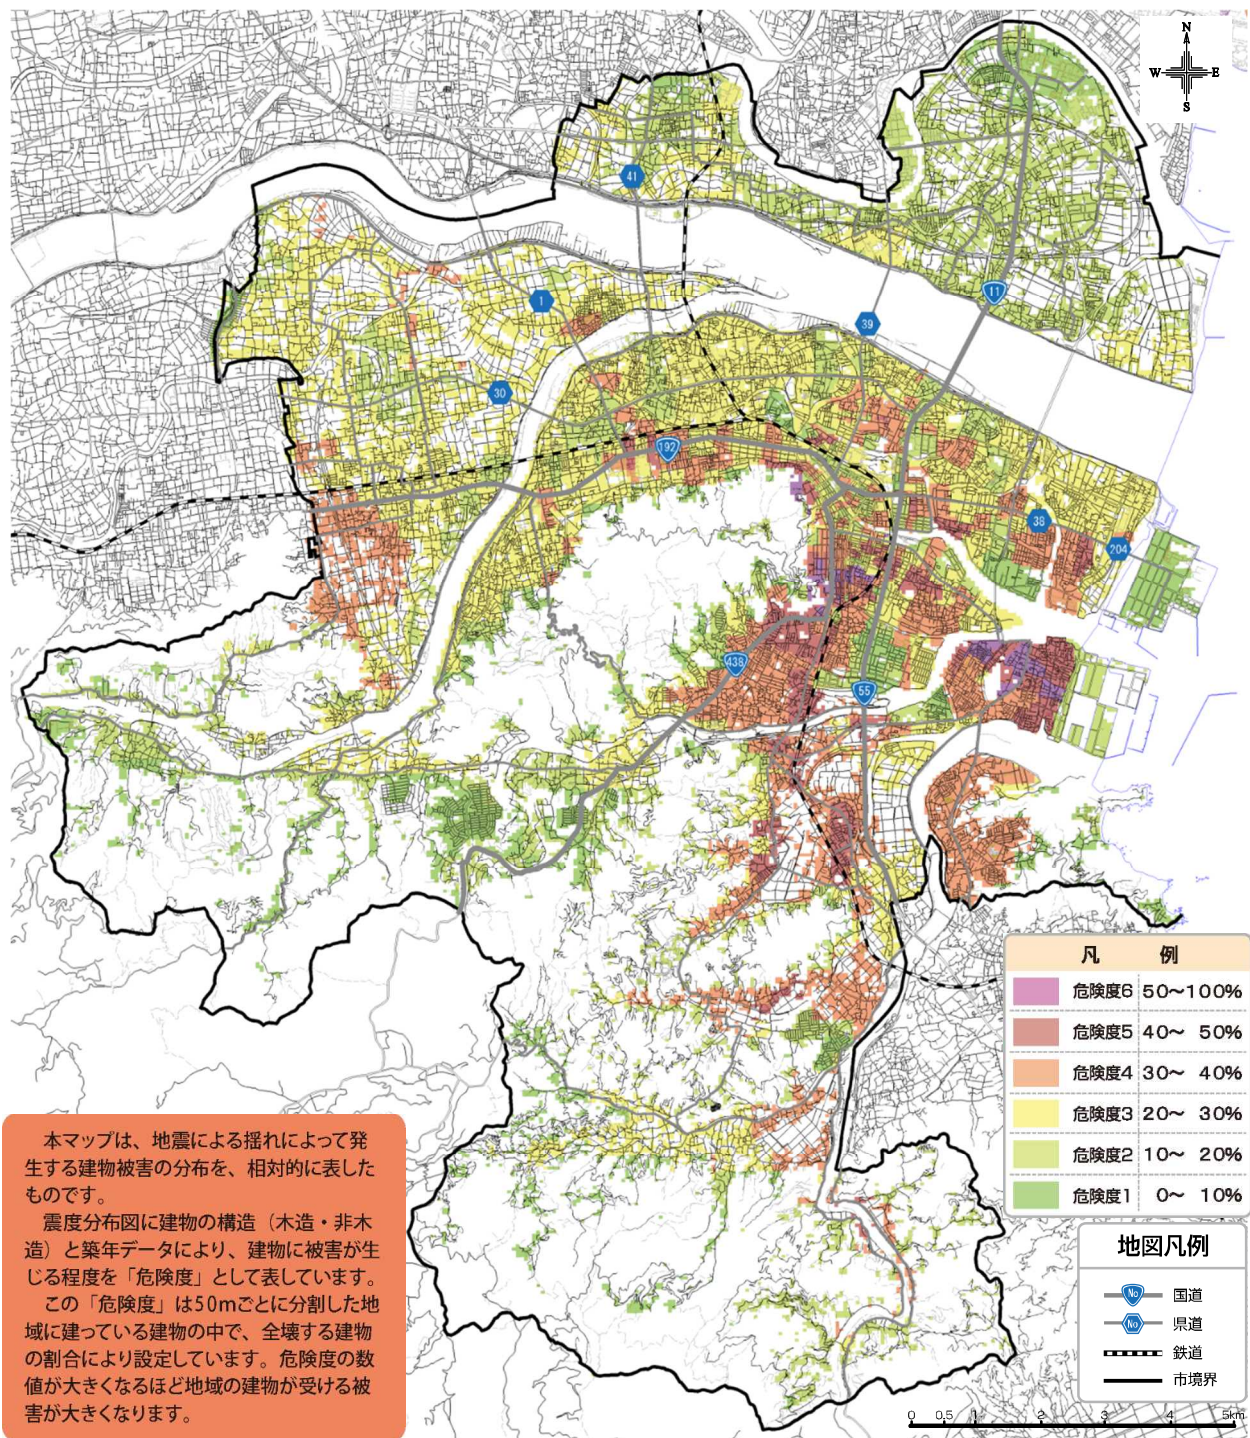 N
W E
S
41
11
1
39
30
192
38
204
438
55
凡 例
危険度6 50〜100%
危険度5 40〜 50%
危険度4 30〜 40%
危険度3 20〜 30%
危険度2 10〜 20%
危険度1 0〜 10%
本マップは、地震による揺れによって発
生する建物被害の分布を、相対的に表した
ものです。
震度分布図に建物の構造（木造・非木
造）と築年データにより、建物に被害が生
じる程度を「危険度」として表しています。
この「危険度」は50mごとに分割した地
域に建っている建物の中で、全壊する建物
の割合により設定しています。危険度の数
値が大きくなるほど地域の建物が受ける被
害が大きくなります。
地図凡例
No 国道
No 県道
鉄道
市境界
0 0.5 1 2 3 4 5km